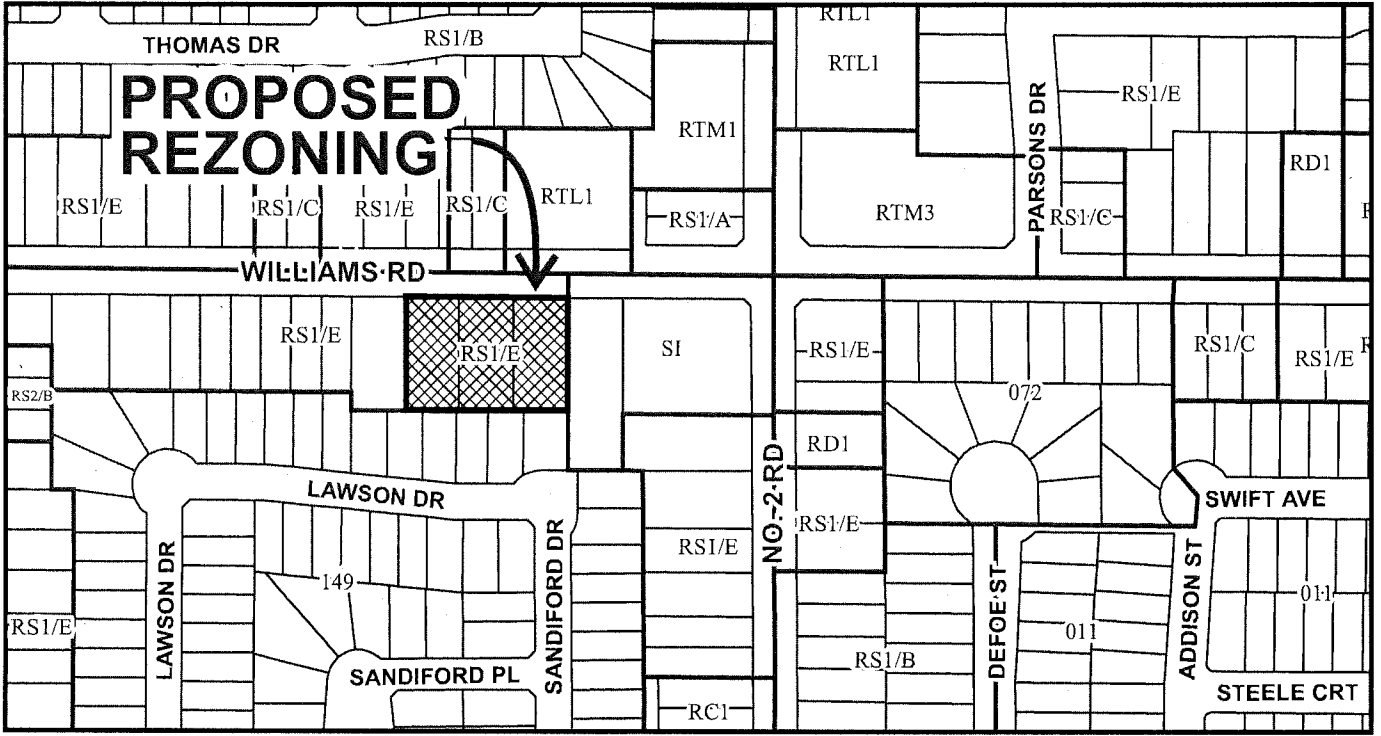 RTL1
THOMAS DR
RS1/B
RTL1
PROPOSED
REZONING
RS1/E
RTM1
PARSONS DR
RD1
RS1/E
RS1/C
RS1/E
RS1/C
RTL1
RS1/A
RTM3
RS1/C
WILLIAMS RD
RS1/E
RS1/E
SI
RS1/E
RS1/C
RS1/E
RS2/B
072
RD1
LAWSON DR
NO. 2 RD
SWIFT AVE
RS1/E
RS1/E
LAWSON DR
149
SANDIFORD DR
DEFOE ST
ADDISON ST
011
RS1/E
011
RS1/B
SANDIFORD PL
STEELE CRT
RC1